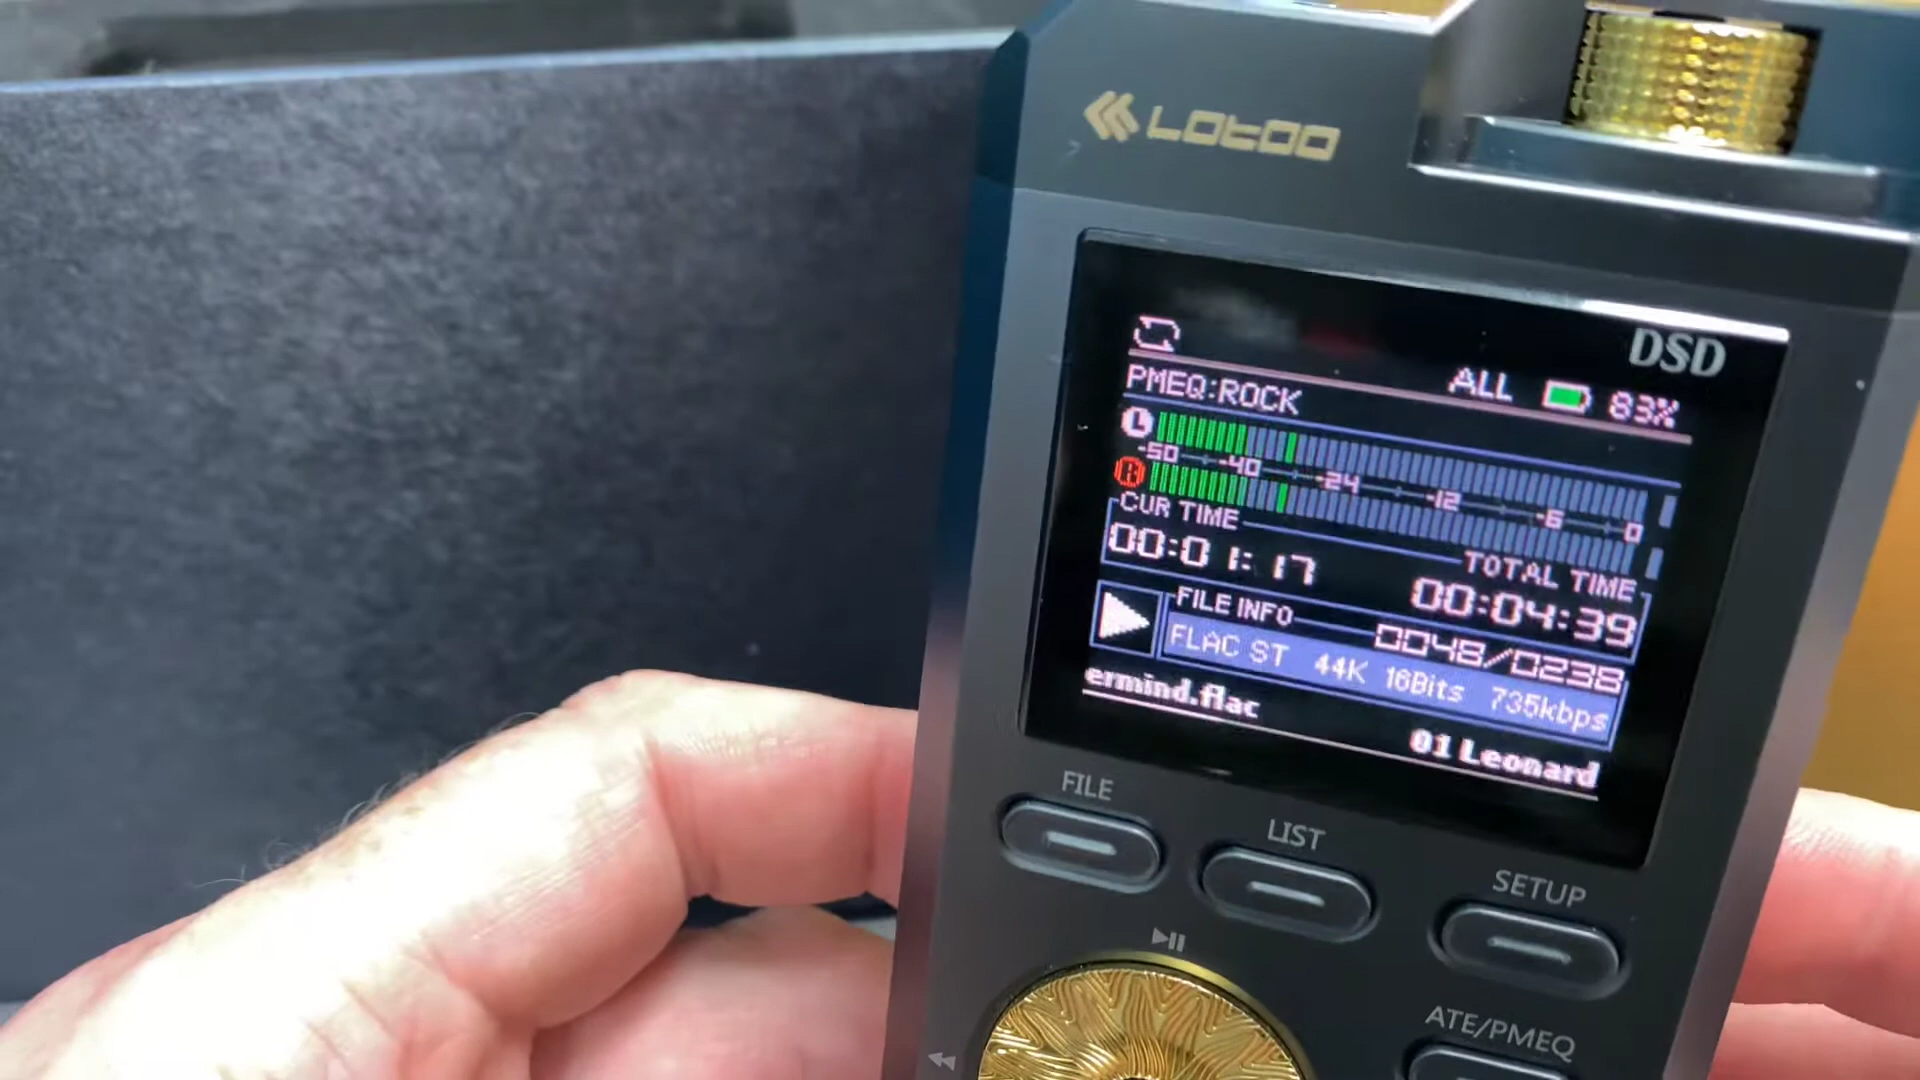 Lotoo
DSD
ALL 83%
PMEQ:ROCK
L
-50 -40 -24 -12 -6 0
R
CUR TIME
00:01:17
TOTAL TIME
00:04:39
FILE INFO
0048/0238
FLAC ST 44K 16Bits 735kbps
ermind.flac
01 Leonard
FILE
LIST
SETUP
ATE/PMEQ